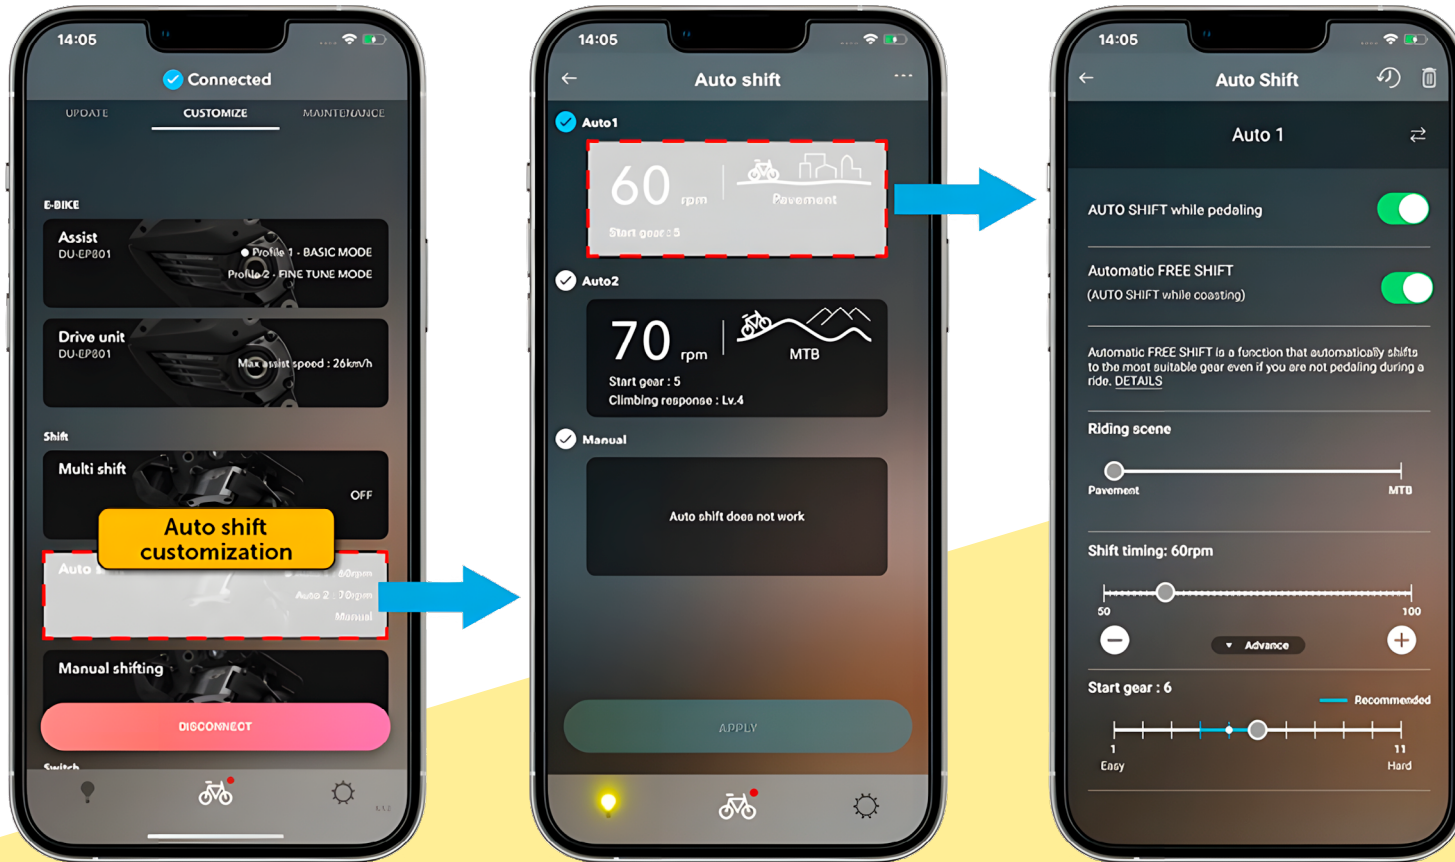 14:05
Connected
UPDATE CUSTOMIZE MAINTENANCE
E-BIKE
Assist
DU-EP801
Profile 1 - BASIC MODE
Profile 2 - FINE TUNE MODE
Drive unit
DU-EP801
Max assist speed : 26km/h
Shift
Multi shift
OFF
Auto shift
customization
Auto
60rpm
Auto 2 : 70rpm
Manual
Manual shifting
DISCONNECT
Switch
14:05
Auto shift
Auto1
60 rpm
Pavement
Start gear : 5
Auto2
70 rpm
MTB
Start gear : 5
Climbing response : Lv.4
Manual
Auto shift does not work
APPLY
14:05
Auto Shift
Auto 1
AUTO SHIFT while pedaling
Automatic FREE SHIFT
(AUTO SHIFT while coasting)
Automatic FREE SHIFT is a function that automatically shifts
to the most suitable gear even if you are not pedaling during a
ride. DETAILS
Riding scene
Pavement MTB
Shift timing: 60rpm
50 100
Advance
Start gear : 6
Recommended
1 11
Easy Hard